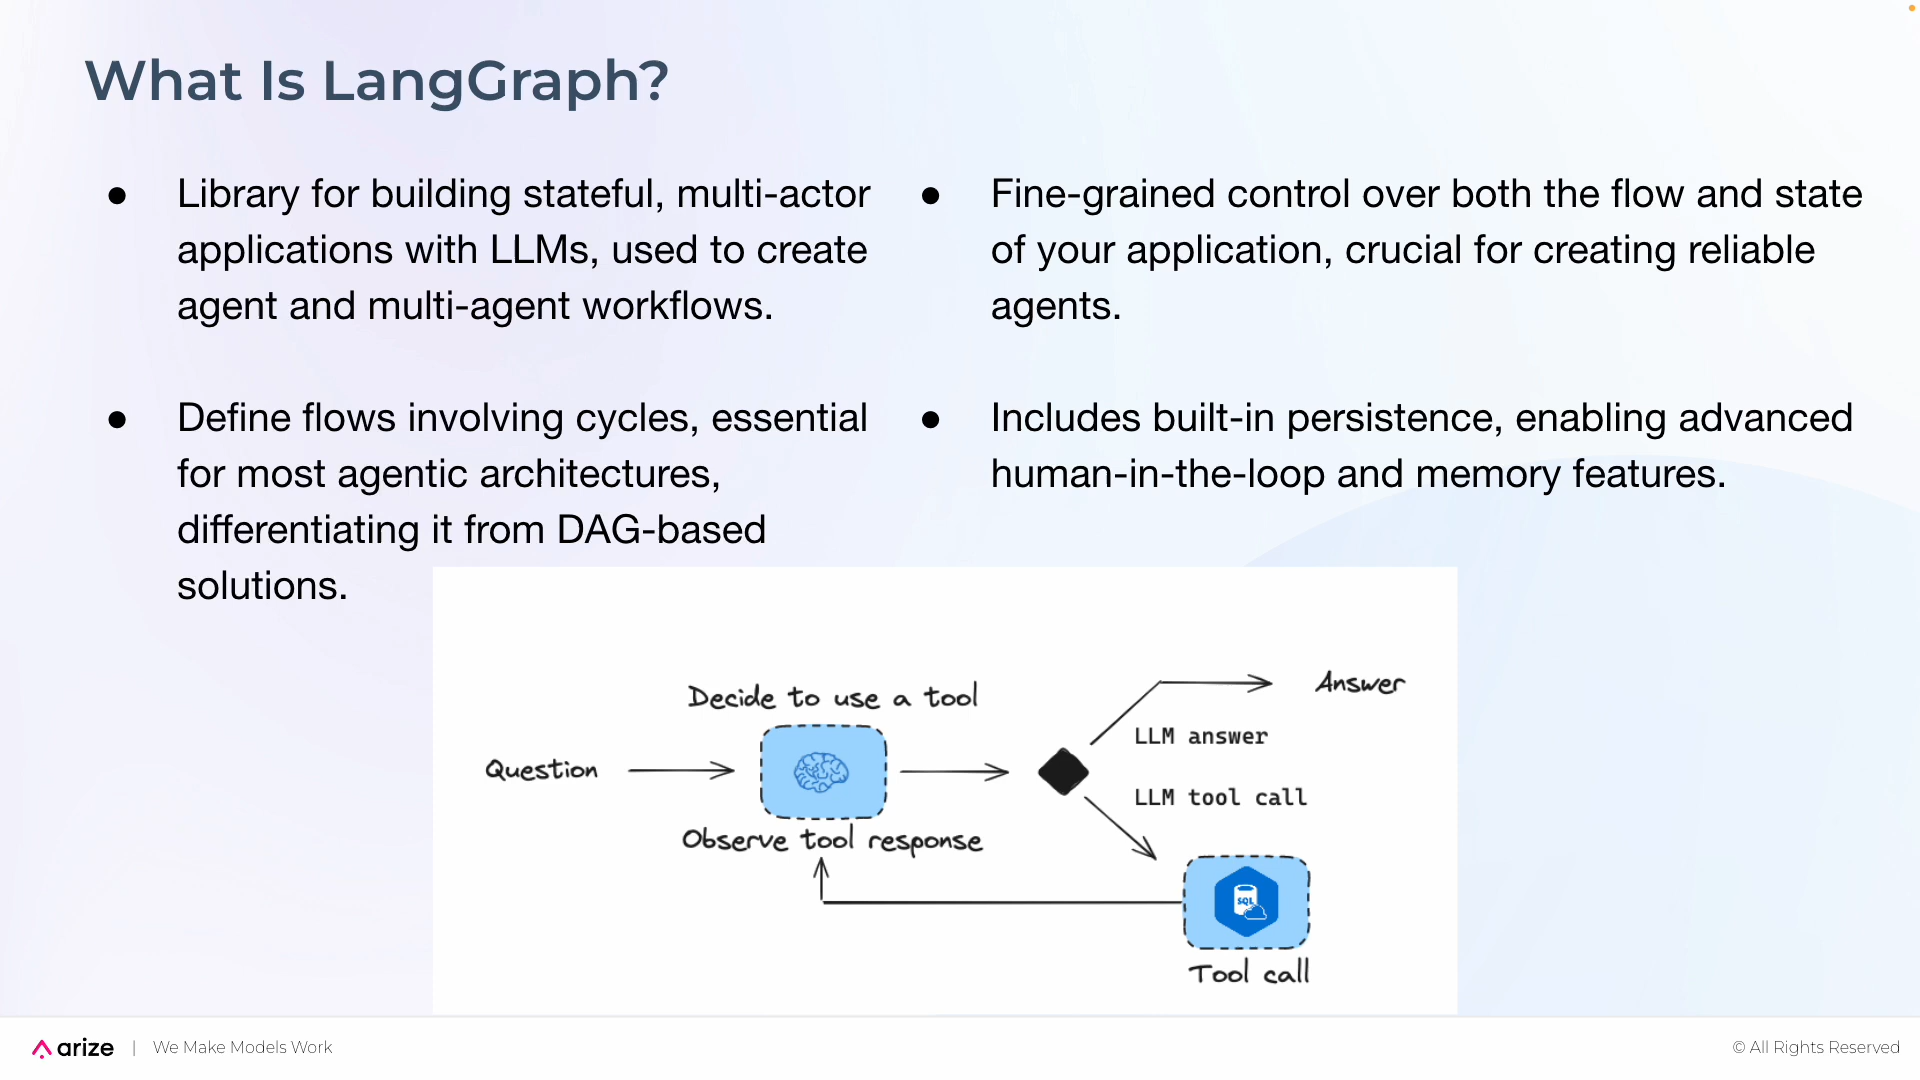 What Is LangGraph?
● Library for building stateful, multi-actor
applications with LLMs, used to create
agent and multi-agent workflows.
● Define flows involving cycles, essential
for most agentic architectures,
differentiating it from DAG-based
solutions.
● Fine-grained control over both the flow and state
of your application, crucial for creating reliable
agents.
● Includes built-in persistence, enabling advanced
human-in-the-loop and memory features.
Question
Decide to use a tool
Observe tool response
Answer
LLM answer
LLM tool call
SQL
Tool call
arize | We Make Models Work
© All Rights Reserved